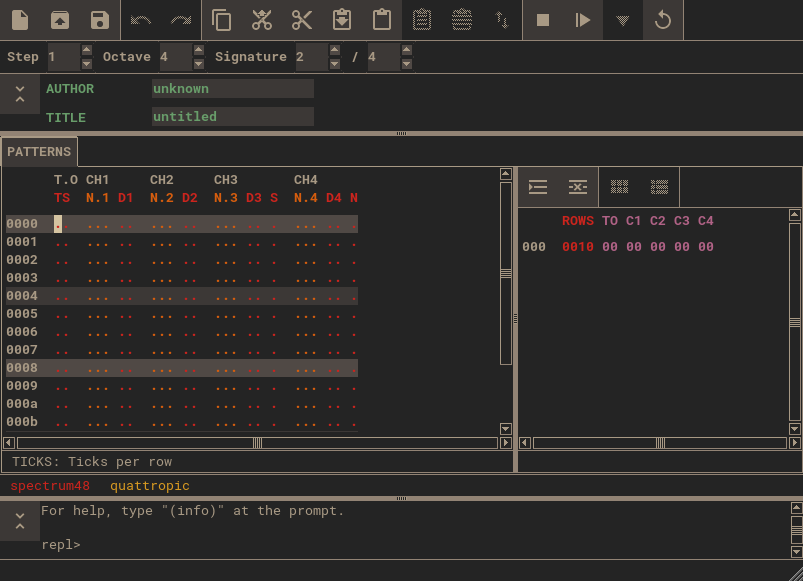 Step 1 Octave 4 Signature 2 / 4
AUTHOR unknown
TITLE untitled
PATTERNS
T.O CH1 CH2 CH3 CH4
TS N.1 D1 N.2 D2 N.3 D3 S N.4 D4 N
0000 .. ... .. ... .. ... .. . ... .. .
0001 .. ... .. ... .. ... .. . ... .. .
0002 .. ... .. ... .. ... .. . ... .. .
0003 .. ... .. ... .. ... .. . ... .. .
0004 .. ... .. ... .. ... .. . ... .. .
0005 .. ... .. ... .. ... .. . ... .. .
0006 .. ... .. ... .. ... .. . ... .. .
0007 .. ... .. ... .. ... .. . ... .. .
0008 .. ... .. ... .. ... .. . ... .. .
0009 .. ... .. ... .. ... .. . ... .. .
000a .. ... .. ... .. ... .. . ... .. .
000b .. ... .. ... .. ... .. . ... .. .
ROWS TO C1 C2 C3 C4
000 0010 00 00 00 00 00
TICKS: Ticks per row
spectrum48 quattropic
For help, type "(info)" at the prompt.
repl>